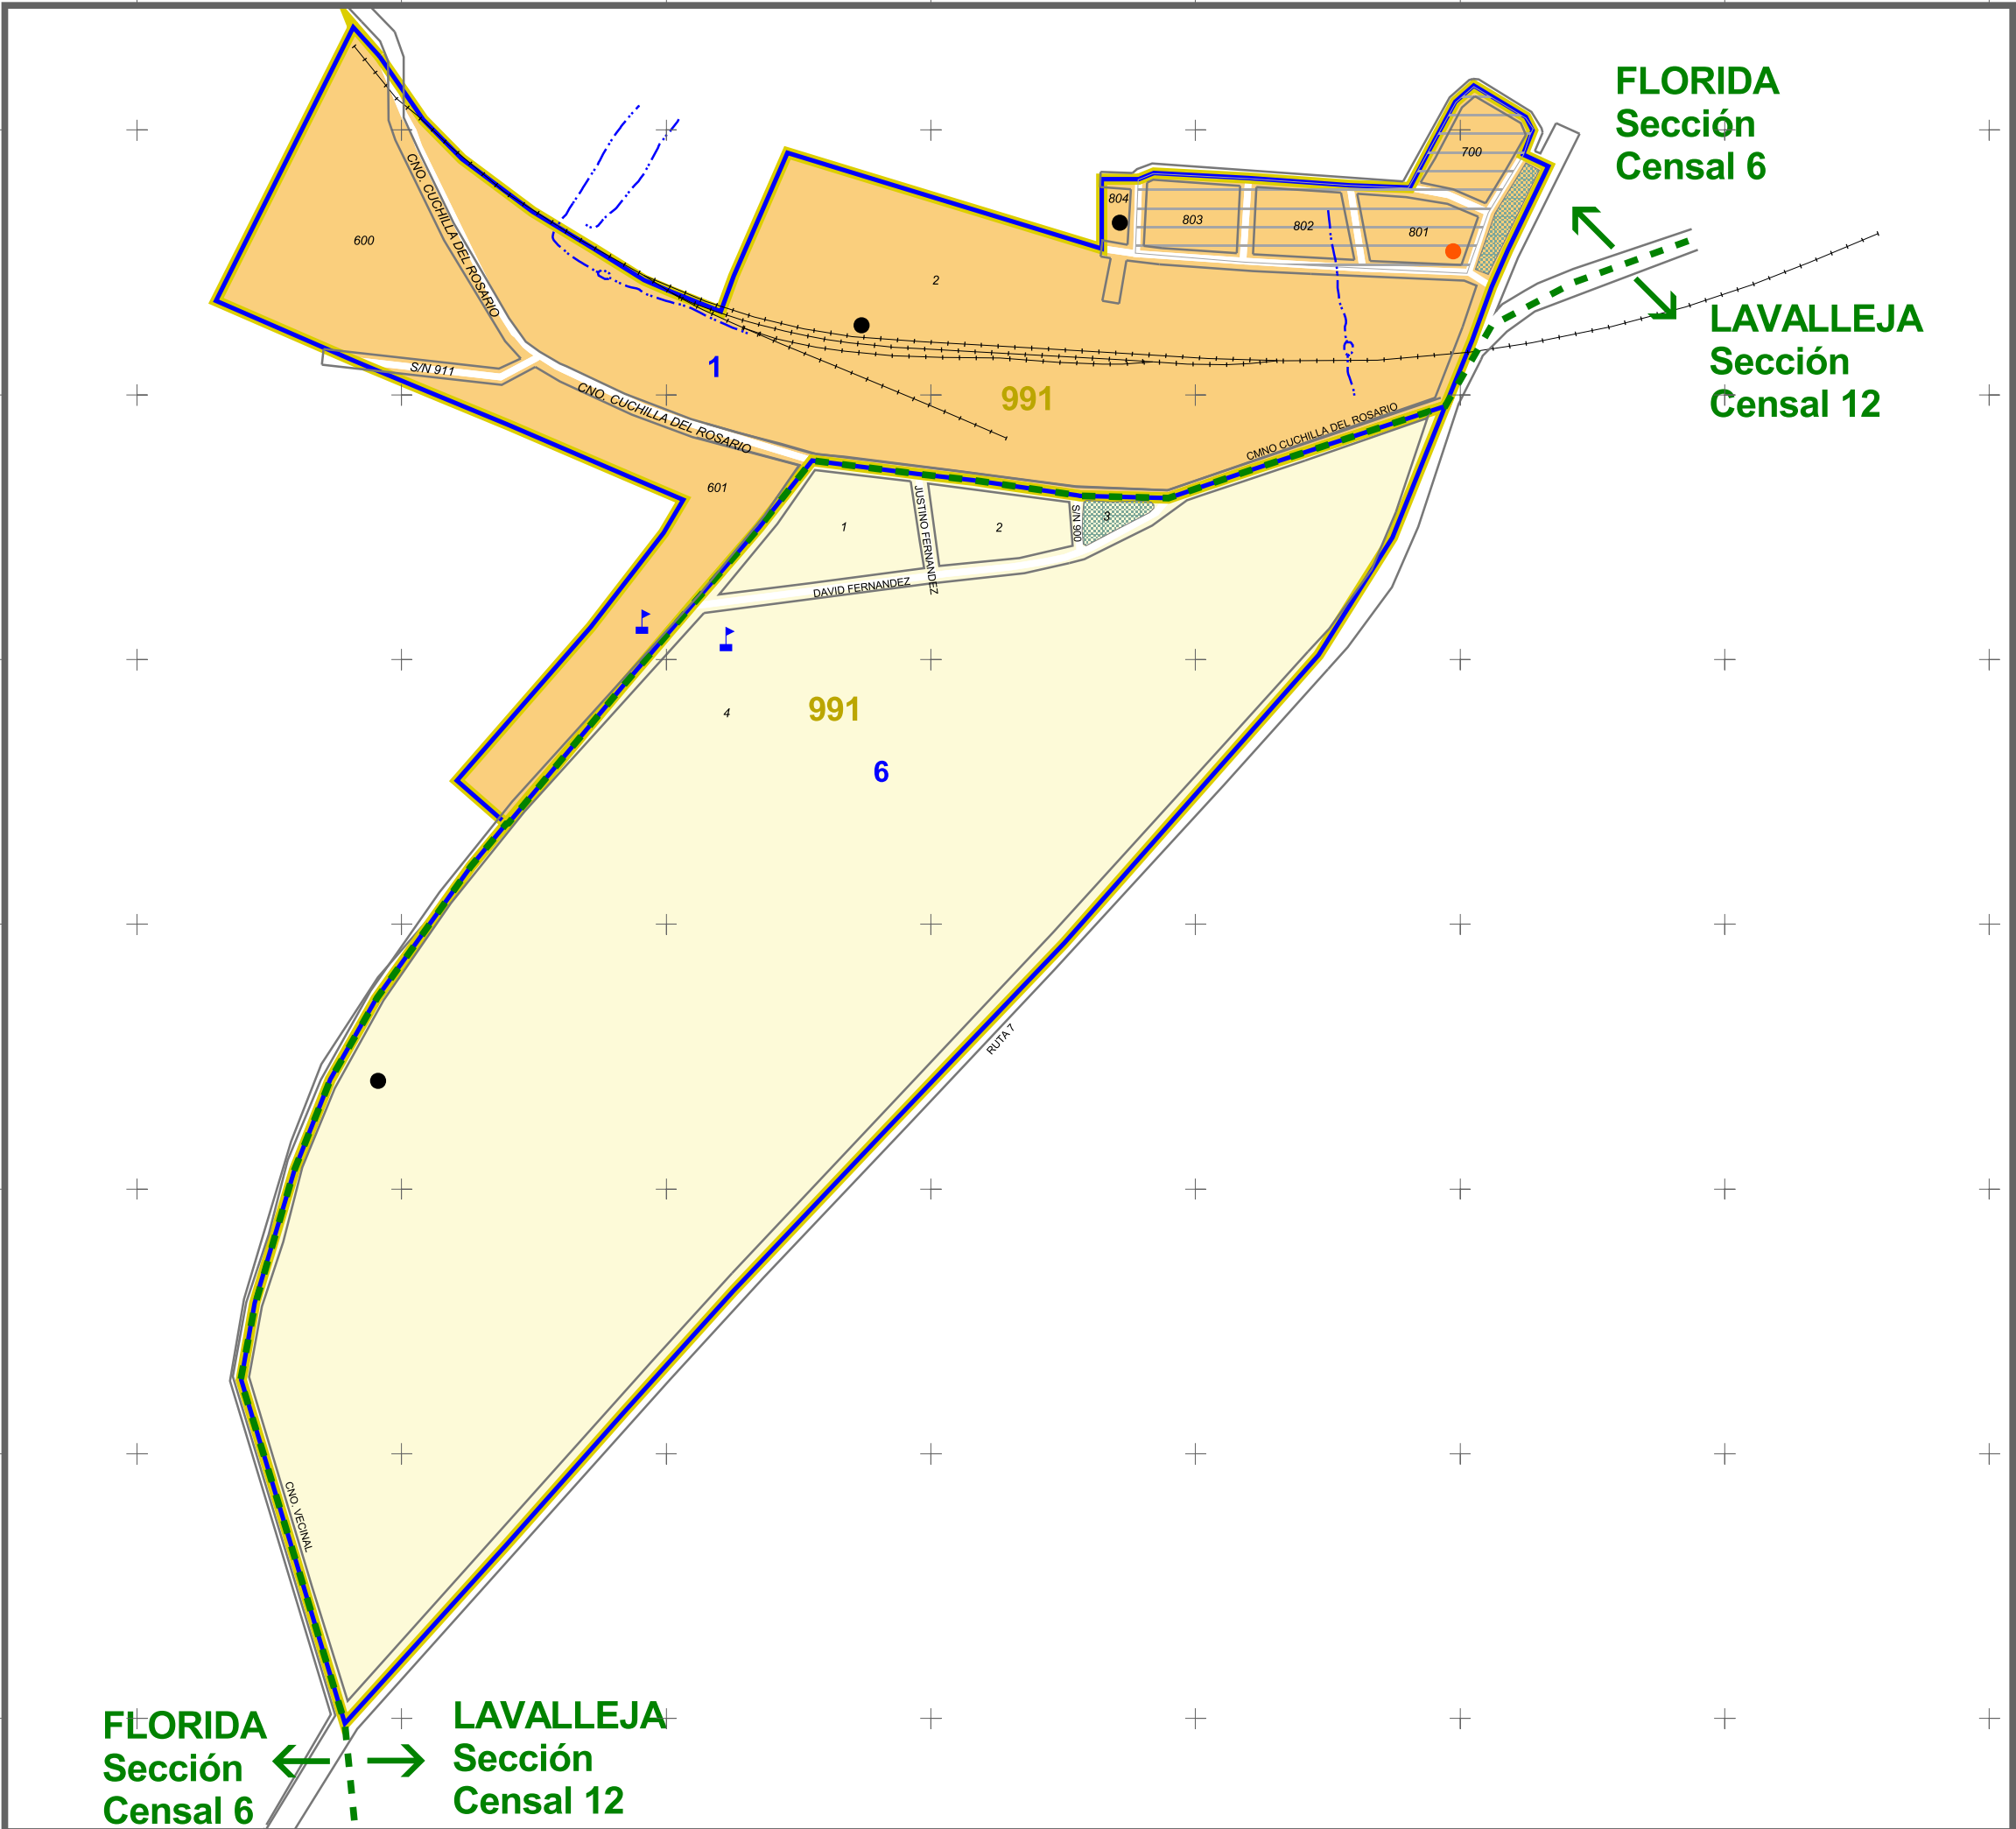 FLORIDA
Sección
Censal 6
LAVALLEJA
Sección
Censal 12
700
804
803
802
801
600
CNO. CUCHILLA DEL ROSARIO
2
1
S/N 911
991
CNO. CUCHILLA DEL ROSARIO
CMNO CUCHILLA DEL ROSARIO
601
1
JUSTINO FERNANDEZ
2
S/N 900
3
DAVID FERNANDEZ
4
991
6
RUTA 7
CNO. VECINAL
FLORIDA
Sección
Censal 6
LAVALLEJA
Sección
Censal 12